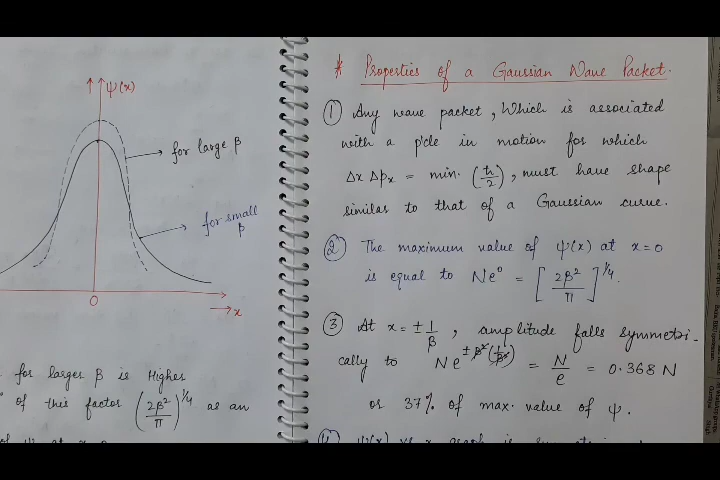 ψ(x)
for large β
for small
β
0
→x
for larger β is Higher
of this factor (2β²/π)^1/4 as an
* Properties of a Gaussian Wave Packet.
① Any wave packet, Which is associated
with a p'cle in motion for which
Δx Δpx = min. (ħ/2), must have shape
similar to that of a Gaussian curve.
② The maximum value of ψ(x) at x=0
is equal to Ne⁰ = [2β²/π]^1/4.
③ At x = ±1/β, amplitude falls symmetri-
cally to Ne^±β²(1/β²) = N/e = 0.368 N
or 37% of max. value of ψ.